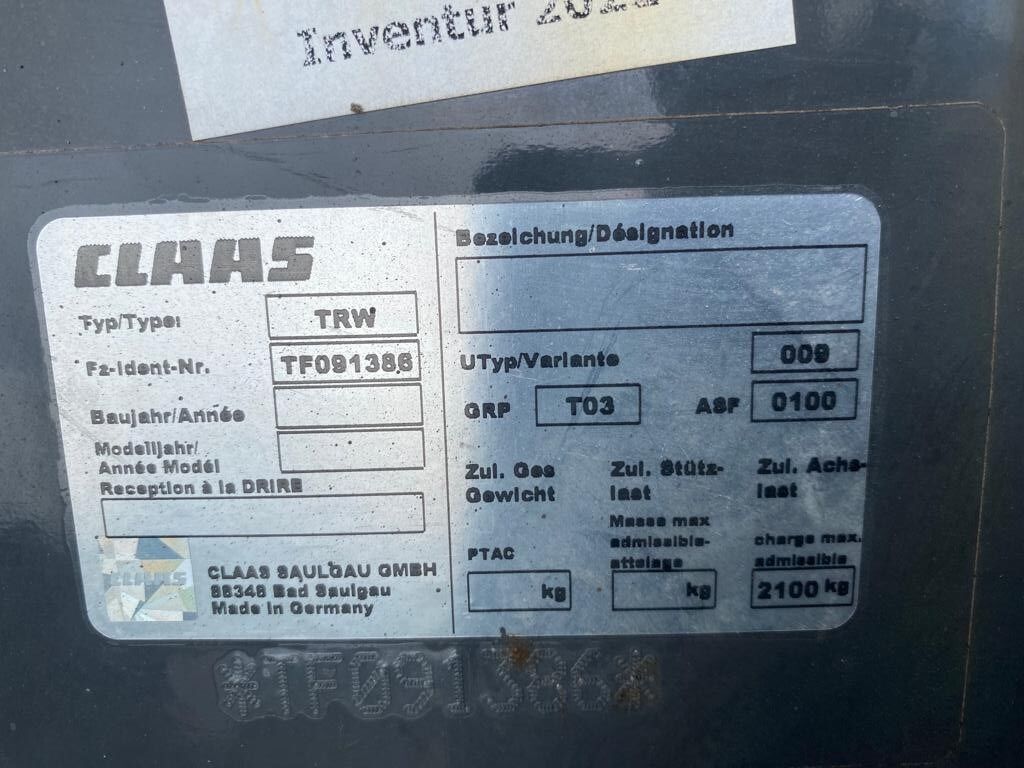 Inventur
CLAAS
Typ/Type: TRW
Fz-Ident-Nr. TF091386
Baujahr/Année
Modelljahr/
Année Modèl
Reception à la DRIRE
CLAAS SAULGAU GMBH
88348 Bad Saulgau
Made in Germany
Bezeichung/Désignation
UTyp/Variante 009
GRP T03 ASF 0100
Zul. Ges
Gewicht
PTAC
kg
Zul. Stütz-
last
Masse max
admissible-
attelage
kg
Zul. Achs-
last
charge max.
admissible
2100 kg
*TF091386*